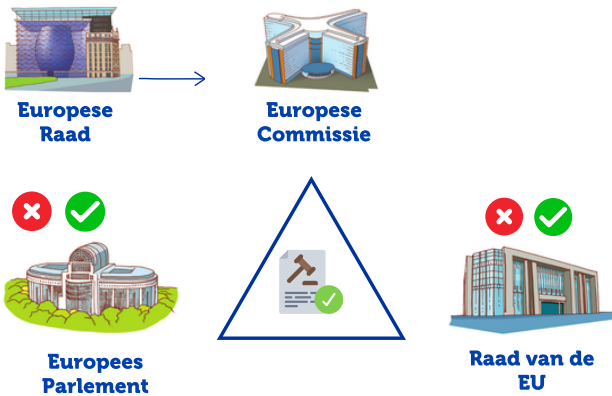 Europese
Raad
Europese
Commissie
Europees
Parlement
Raad van de
EU